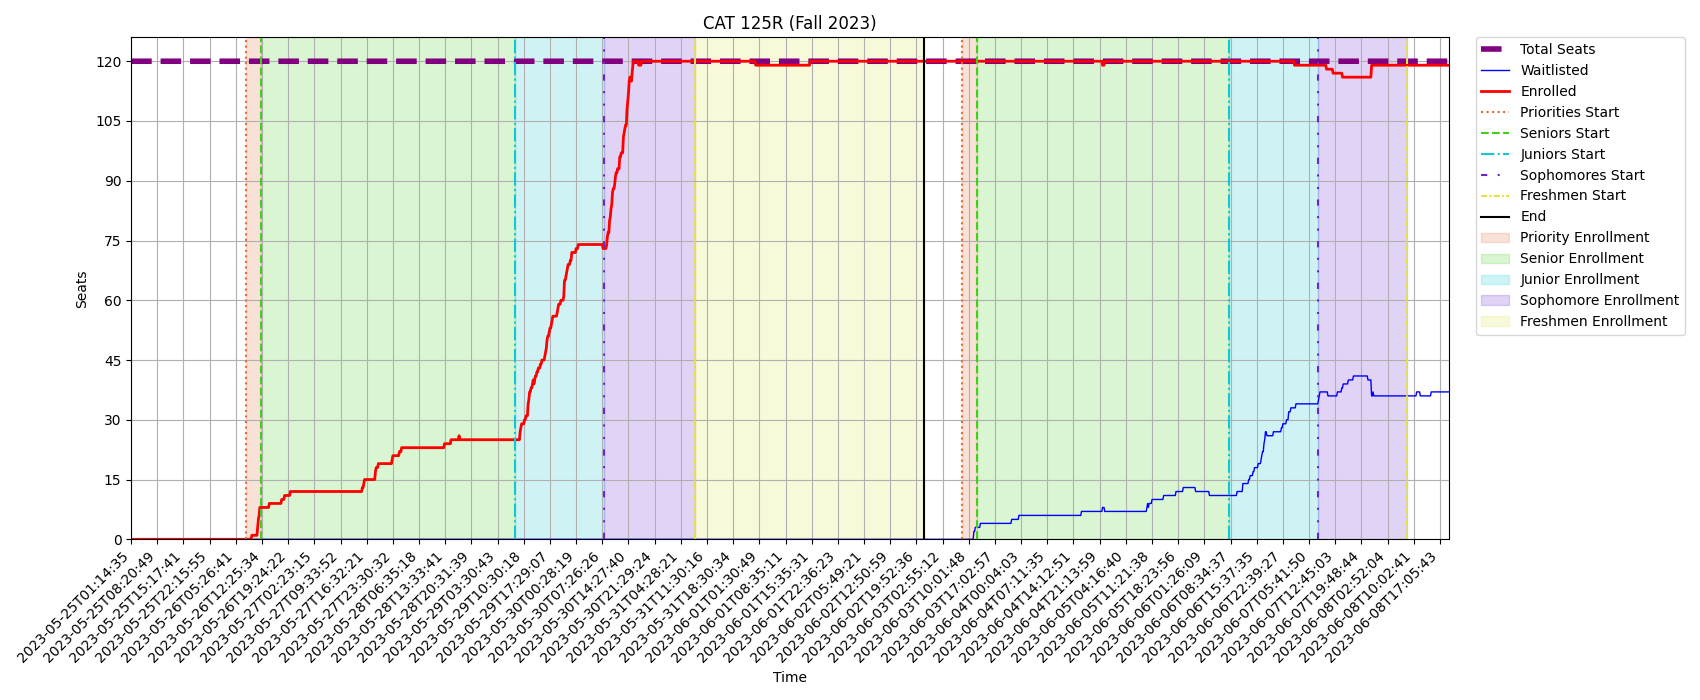 CAT 125R (Fall 2023)
120
105
90
75
60
45
30
15
0
Seats
2023-05-25T01:14:35
2023-05-25T08:20:49
2023-05-25T15:17:41
2023-05-25T22:15:55
2023-05-26T05:26:41
2023-05-26T12:25:34
2023-05-26T19:24:22
2023-05-27T02:23:15
2023-05-27T09:33:52
2023-05-27T16:32:21
2023-05-27T23:30:32
2023-05-28T06:35:18
2023-05-28T13:33:41
2023-05-28T20:31:39
2023-05-29T03:30:43
2023-05-29T10:30:18
2023-05-29T17:29:07
2023-05-30T00:28:19
2023-05-30T07:26:26
2023-05-30T14:27:40
2023-05-30T21:29:24
2023-05-31T04:28:21
2023-05-31T11:30:16
2023-05-31T18:30:34
2023-06-01T01:30:49
2023-06-01T08:35:11
2023-06-01T15:35:31
2023-06-01T22:36:23
2023-06-02T05:49:21
2023-06-02T12:50:59
2023-06-02T19:52:36
2023-06-03T02:55:12
2023-06-03T10:01:48
2023-06-03T17:02:57
2023-06-04T00:04:03
2023-06-04T07:11:35
2023-06-04T14:12:51
2023-06-04T21:13:59
2023-06-05T04:16:40
2023-06-05T11:21:38
2023-06-05T18:23:56
2023-06-06T01:26:09
2023-06-06T08:34:37
2023-06-06T15:37:35
2023-06-06T22:39:27
2023-06-07T05:41:50
2023-06-07T12:45:03
2023-06-07T19:48:44
2023-06-08T02:52:04
2023-06-08T10:02:41
2023-06-08T17:05:43
Time
Total Seats
Waitlisted
Enrolled
Priorities Start
Seniors Start
Juniors Start
Sophomores Start
Freshmen Start
End
Priority Enrollment
Senior Enrollment
Junior Enrollment
Sophomore Enrollment
Freshmen Enrollment